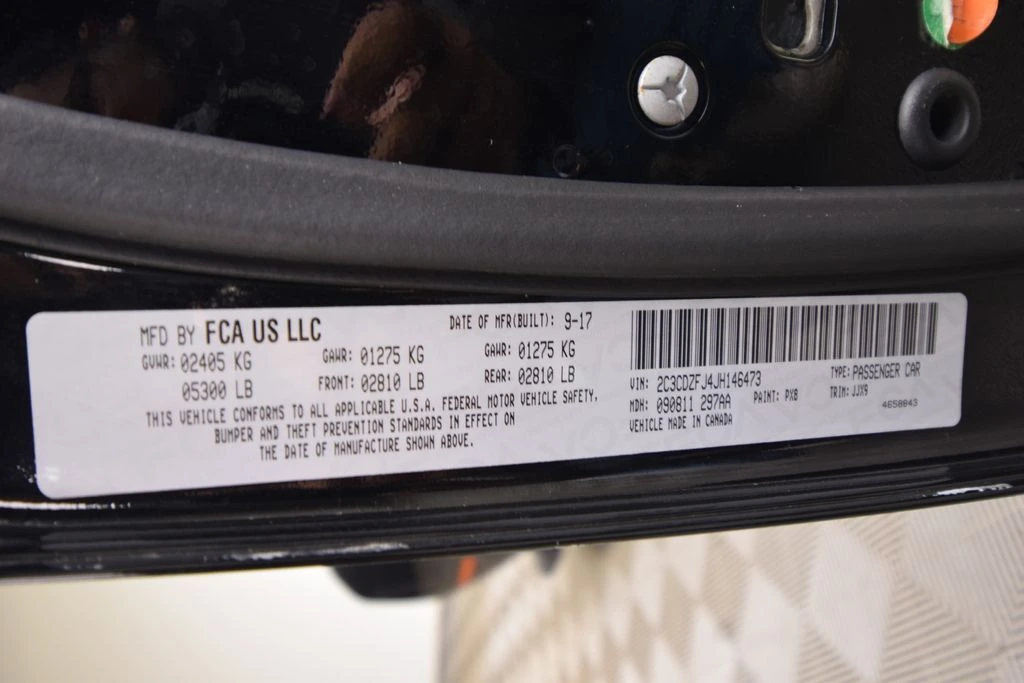 MFD BY FCA US LLC
DATE OF MFR(BUILT): 9-17
GVWR: 02405 KG
GAWR: 01275 KG
GAWR: 01275 KG
05300 LB
FRONT: 02810 LB
REAR: 02810 LB
THIS VEHICLE CONFORMS TO ALL APPLICABLE U.S.A. FEDERAL MOTOR VEHICLE SAFETY,
BUMPER AND THEFT PREVENTION STANDARDS IN EFFECT ON
THE DATE OF MANUFACTURE SHOWN ABOVE.
VIN: 2C3CDZFJ4JH146473
TYPE: PASSENGER CAR
MDH: 090811 297AA
PAINT: PX8
TRIM: JJX9
VEHICLE MADE IN CANADA
4658843